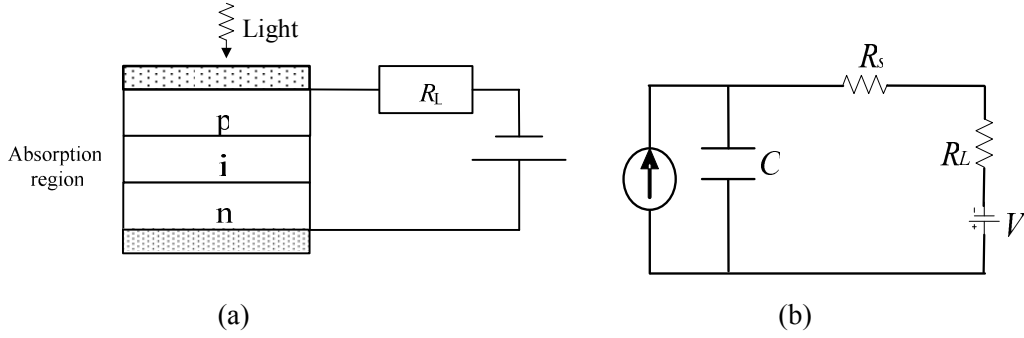 Light
R_L
p
Absorption
region
i
n
(a)
R_s
C
R_L
-
+
V
(b)